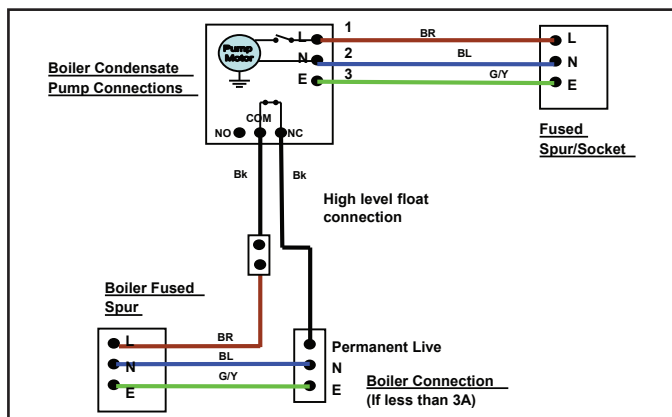 1
BR
L
L
Pump
Motor
2
BL
N
N
Boiler Condensate
Pump Connections
3
G/Y
E
E
COM
NO
NC
Fused
Spur/Socket
Bk
Bk
High level float
connection
Boiler Fused
Spur
L
BR
Permanent Live
N
BL
N
E
G/Y
E
Boiler Connection
(If less than 3A)